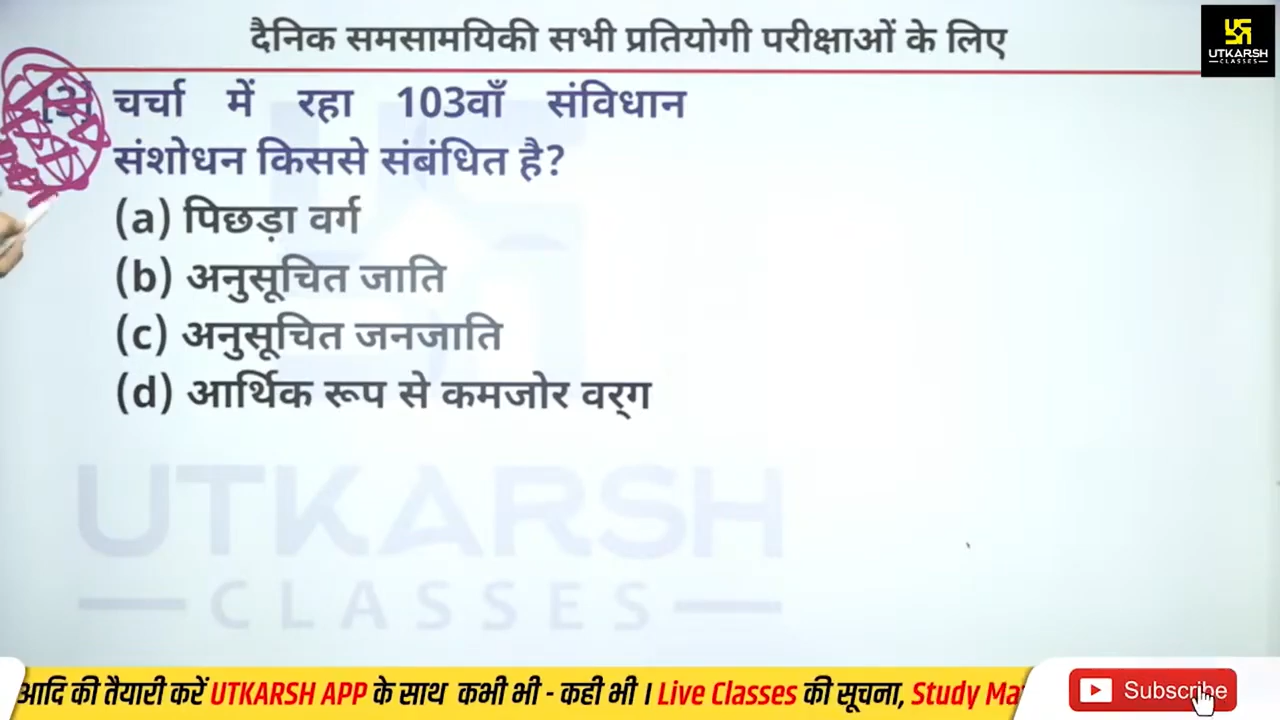 दैनिक समसामयिकी सभी प्रतियोगी परीक्षाओं के लिए
UTKARSH
CLASSES
[3] चर्चा में रहा 103वाँ संविधान
संशोधन किससे संबंधित है?
(a) पिछड़ा वर्ग
(b) अनुसूचित जाति
(c) अनुसूचित जनजाति
(d) आर्थिक रूप से कमजोर वर्ग
UTKARSH
CLASSES
आदि की तैयारी करें UTKARSH APP के साथ कभी भी - कही भी । Live Classes की सूचना, Study
Subscribe